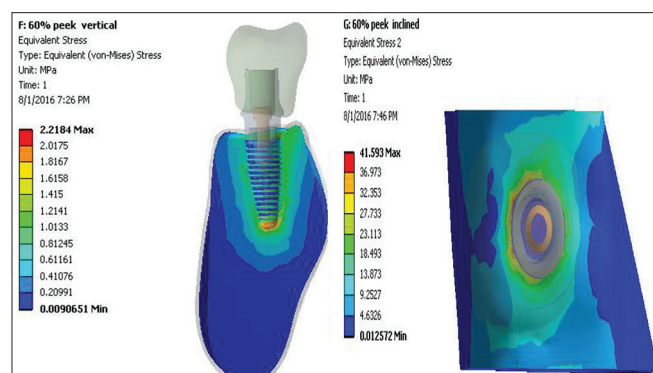 F: 60% peek vertical
Equivalent Stress
Type: Equivalent (von-Mises) Stress
Unit: MPa
Time: 1
8/1/2016 7:26 PM
2.2184 Max
2.0175
1.8167
1.6158
1.415
1.2141
1.0133
0.81245
0.61161
0.41076
0.20991
0.0090651 Min
G: 60% peek inclined
Equivalent Stress 2
Type: Equivalent (von-Mises) Stress
Unit: MPa
Time: 1
8/1/2016 7:46 PM
41.593 Max
36.973
32.353
27.733
23.113
18.493
13.873
9.2527
4.6326
0.012572 Min